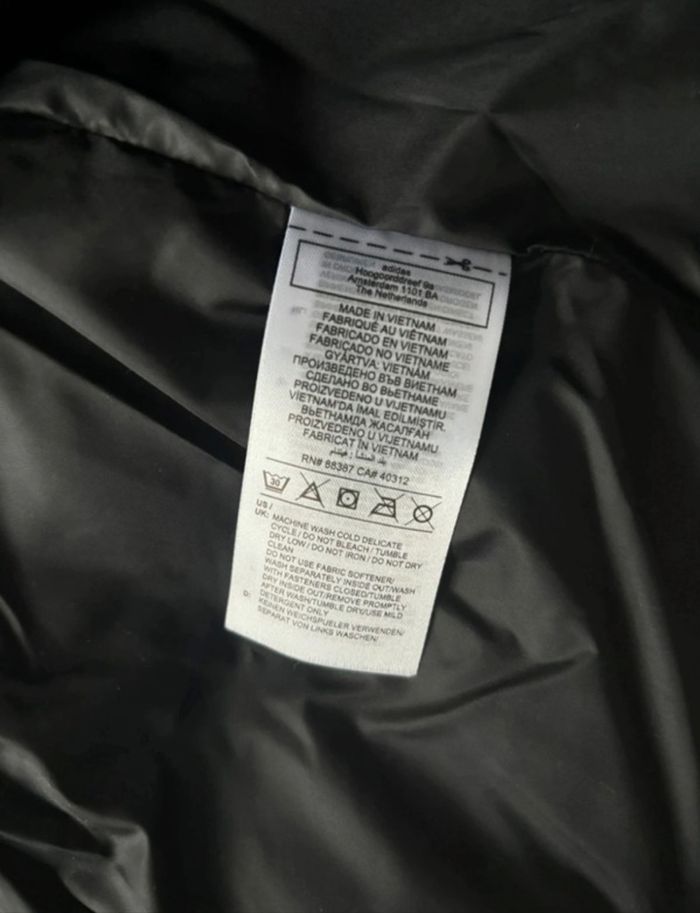 adidas
Hoogoorddreef 9a
Amsterdam 1101 BA
The Netherlands
MADE IN VIETNAM
FABRIQUÉ AU VIÊTNAM
FABRICADO EN VIETNAM
FABRICADO NO VIETNAME
GYÁRTVA: VIETNÁM
ПРОИЗВЕДЕНО ВЪВ ВИЕТНАМ
СДЕЛАНО ВО ВЬЕТНАМЕ
PROIZVEDENO U VIJETNAMU
VIETNAM'DA İMAL EDİLMİŞTİR.
ВЬЕТНАМДА ЖАСАЛҒАН
PROIZVEDENO U VIJETNAMU
FABRICAT ÎN VIETNAM
بلد المنشأ : فيتنام
RN# 88387 CA# 40312
30
US /
UK: MACHINE WASH COLD DELICATE
CYCLE / DO NOT BLEACH / TUMBLE
DRY LOW / DO NOT IRON / DO NOT DRY
CLEAN
DO NOT USE FABRIC SOFTENER/
WASH SEPARATELY INSIDE OUT/WASH
WITH FASTENERS CLOSED/TUMBLE
DRY INSIDE OUT/REMOVE PROMPTLY
AFTER WASH/TUMBLE DRY/USE MILD
DETERGENT ONLY
D: KEINEN WEICHSPUELER VERWENDEN/
SEPARAT VON LINKS WASCHEN/